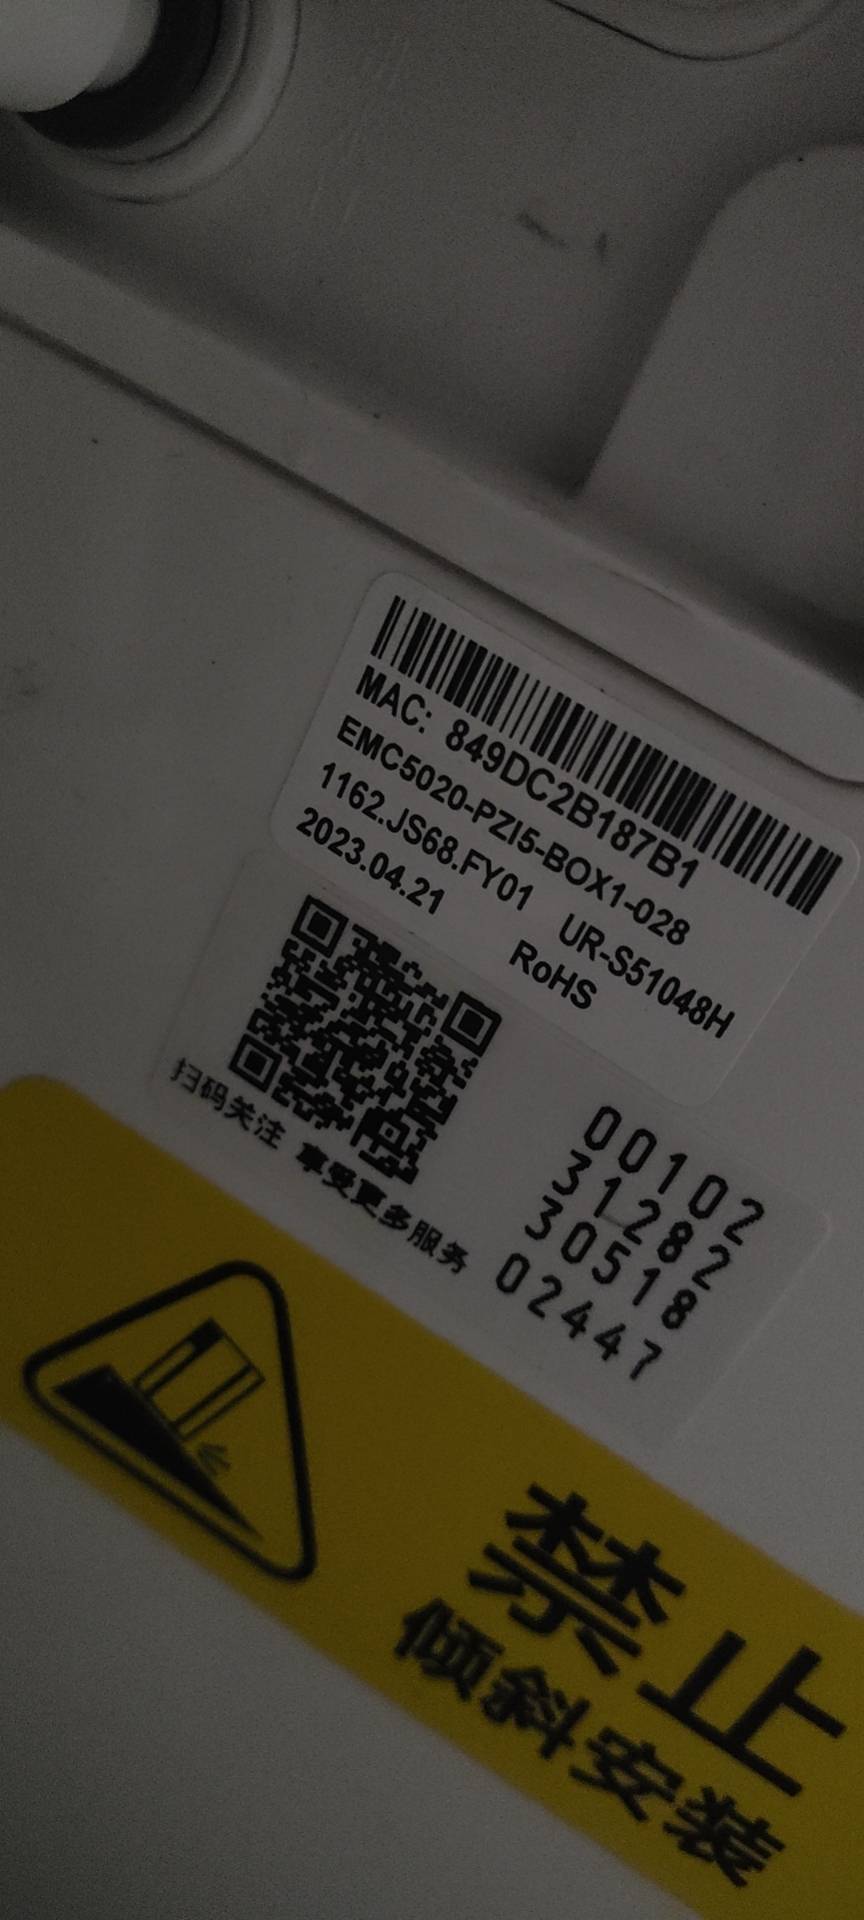 MAC: 849DC2B187B1
EMC5020-PZI5-BOX1-028
1162.JS68.FY01 UR-S51048H
2023.04.21 RoHS
扫码关注 享受更多服务
00102
31282
30518
02447
禁止
倾斜安装